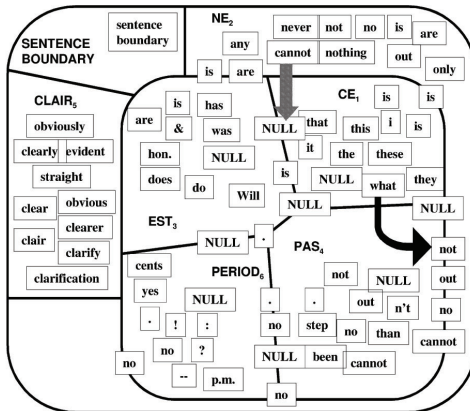 NE2
sentence
boundary
never not no is are
any
cannot nothing out
SENTENCE
BOUNDARY
is are only
CLAIR5
CE1
is has is is
are
obviously
& was NULL that this i is
clearly evident
it
hon. NULL the these
straight
does do is NULL what they
Will
clear obvious
NULL NULL
clair clearer
EST3
NULL .
clarify
PAS4
not
cents
clarification
PERIOD6
not NULL out
yes
NULL . . out n't no
. ! : no step no than
cannot
no ? NULL been cannot
no
-- p.m.
no